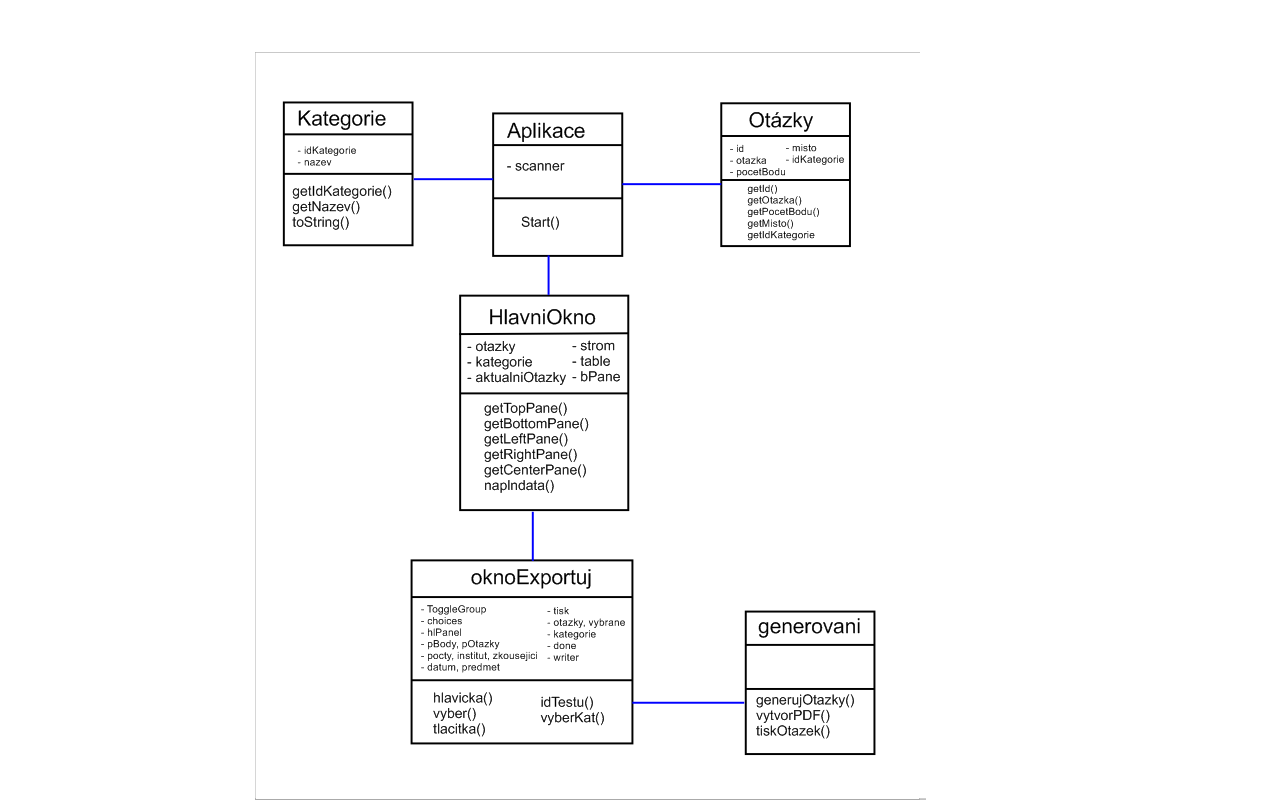 Kategorie
- idKategorie
- nazev
getIdKategorie()
getNazev()
toString()
Aplikace
- scanner
Start()
Otázky
- id
- otazka
- pocetBodu
- misto
- idKategorie
getId()
getOtazka()
getPocetBodu()
getMisto()
getIdKategorie
HlavniOkno
- otazky
- kategorie
- aktualniOtazky
- strom
- table
- bPane
getTopPane()
getBottomPane()
getLeftPane()
getRightPane()
getCenterPane()
naplndata()
oknoExportuj
- ToggleGroup
- choices
- hlPanel
- pBody, pOtazky
- pocty, institut, zkousejici
- datum, predmet
- tisk
- otazky, vybrane
- kategorie
- done
- writer
hlavicka()
vyber()
tlacitka()
idTestu()
vyberKat()
generovani
generujOtazky()
vytvorPDF()
tiskOtazek()